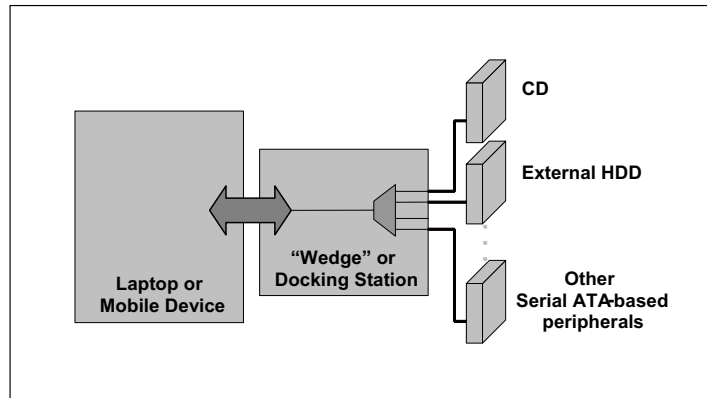 CD
External HDD
“Wedge” or
Docking Station
Laptop or
Mobile Device
Other
Serial ATA-based
peripherals